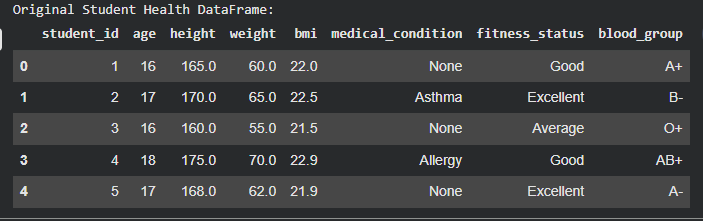 Original Student Health DataFrame:
student_id age height weight bmi medical_condition fitness_status blood_group
0 1 16 165.0 60.0 22.0 None Good A+
1 2 17 170.0 65.0 22.5 Asthma Excellent B-
2 3 16 160.0 55.0 21.5 None Average O+
3 4 18 175.0 70.0 22.9 Allergy Good AB+
4 5 17 168.0 62.0 21.9 None Excellent A-